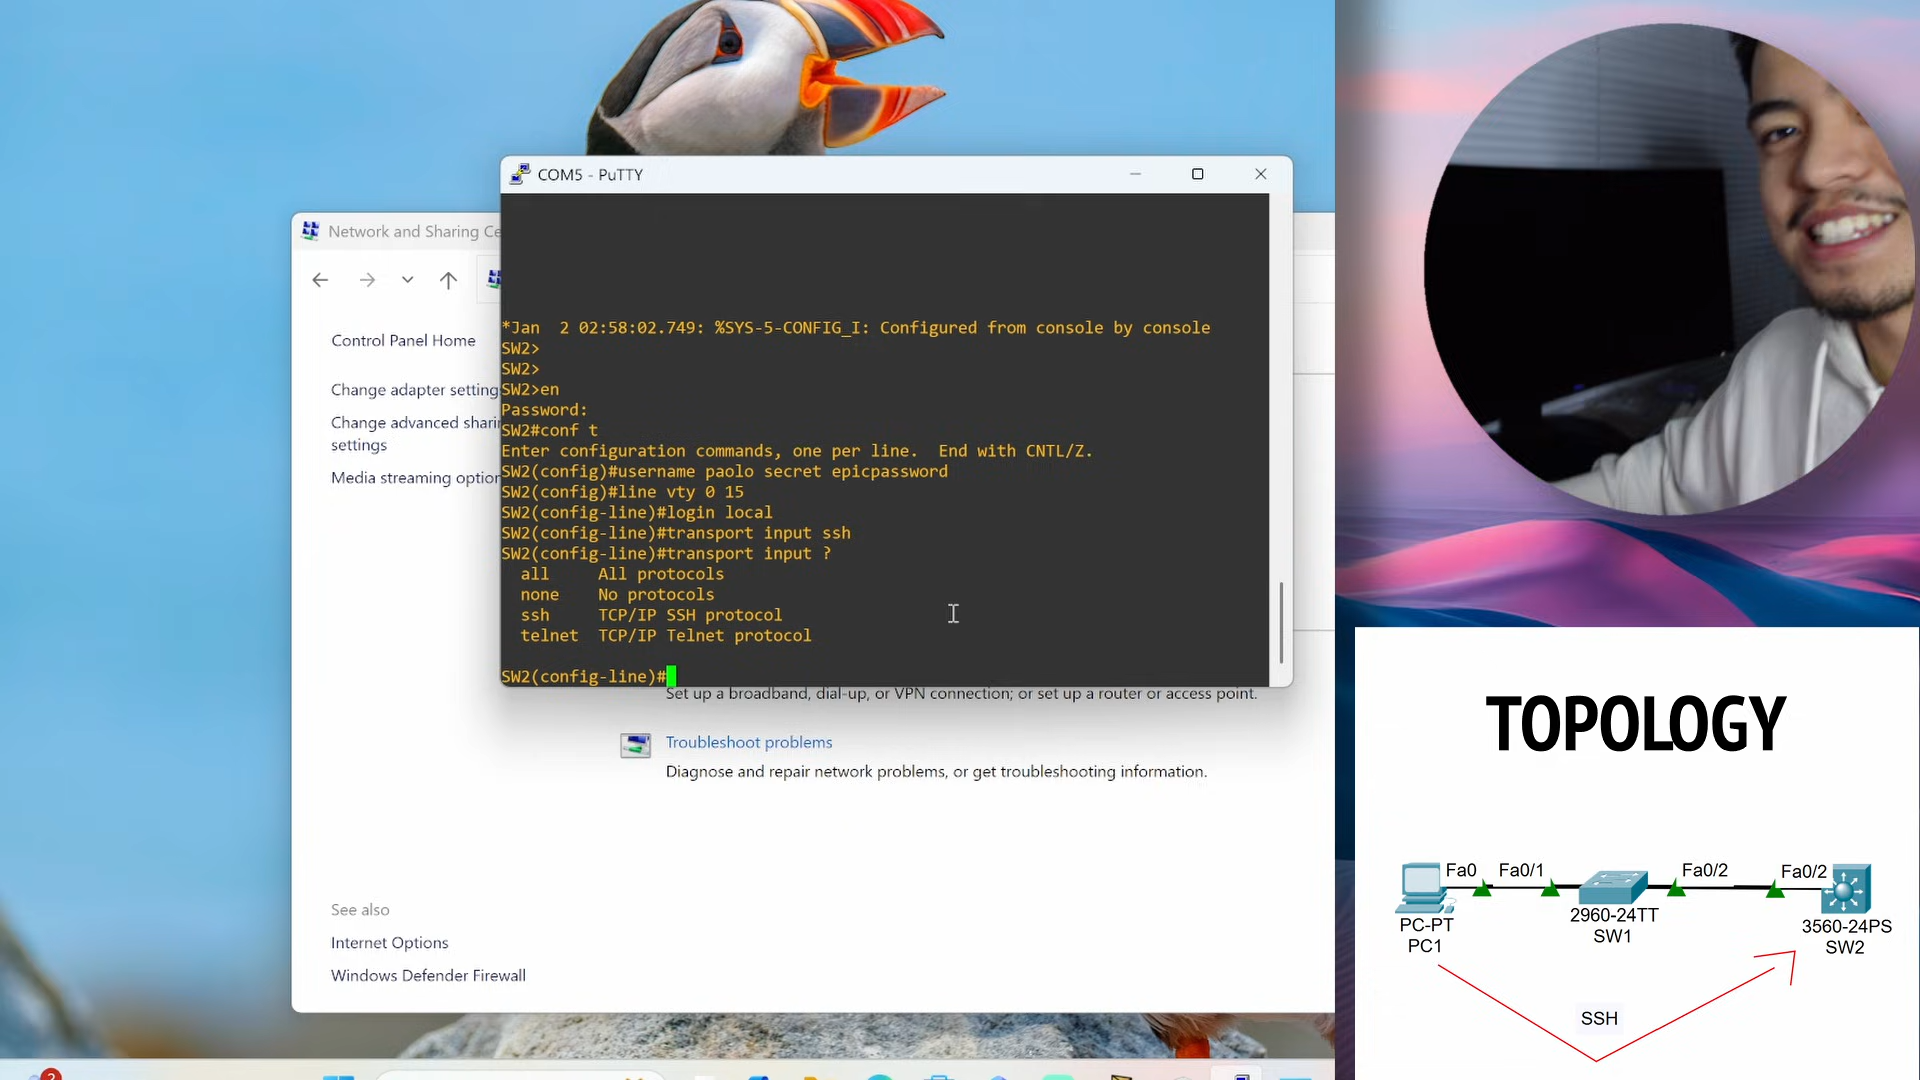 COM5 - PuTTY
Network and Sharing Ce
Control Panel Home
Change adapter setting
Change advanced sharin
settings
Media streaming option
*Jan  2 02:58:02.749: %SYS-5-CONFIG_I: Configured from console by console
SW2>
SW2>
SW2>en
Password:
SW2#conf t
Enter configuration commands, one per line.  End with CNTL/Z.
SW2(config)#username paolo secret epicpassword
SW2(config)#line vty 0 15
SW2(config-line)#login local
SW2(config-line)#transport input ssh
SW2(config-line)#transport input ?
all     All protocols
none    No protocols
ssh     TCP/IP SSH protocol
telnet  TCP/IP Telnet protocol
SW2(config-line)#
Set up a broadband, dial-up, or VPN connection; or set up a router or access point.
Troubleshoot problems
Diagnose and repair network problems, or get troubleshooting information.
See also
Internet Options
Windows Defender Firewall
2
TOPOLOGY
Fa0 Fa0/1 Fa0/2 Fa0/2
PC-PT
PC1
2960-24TT
SW1
3560-24PS
SW2
SSH